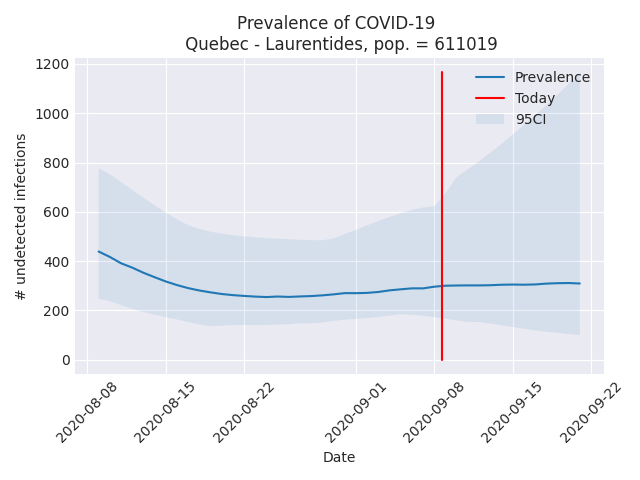 Prevalence of COVID-19
Quebec - Laurentides, pop. = 611019
Prevalence
Today
95CI
# undetected infections
1200
1000
800
600
400
200
0
2020-08-08
2020-08-15
2020-08-22
2020-09-01
2020-09-08
2020-09-15
2020-09-22
Date